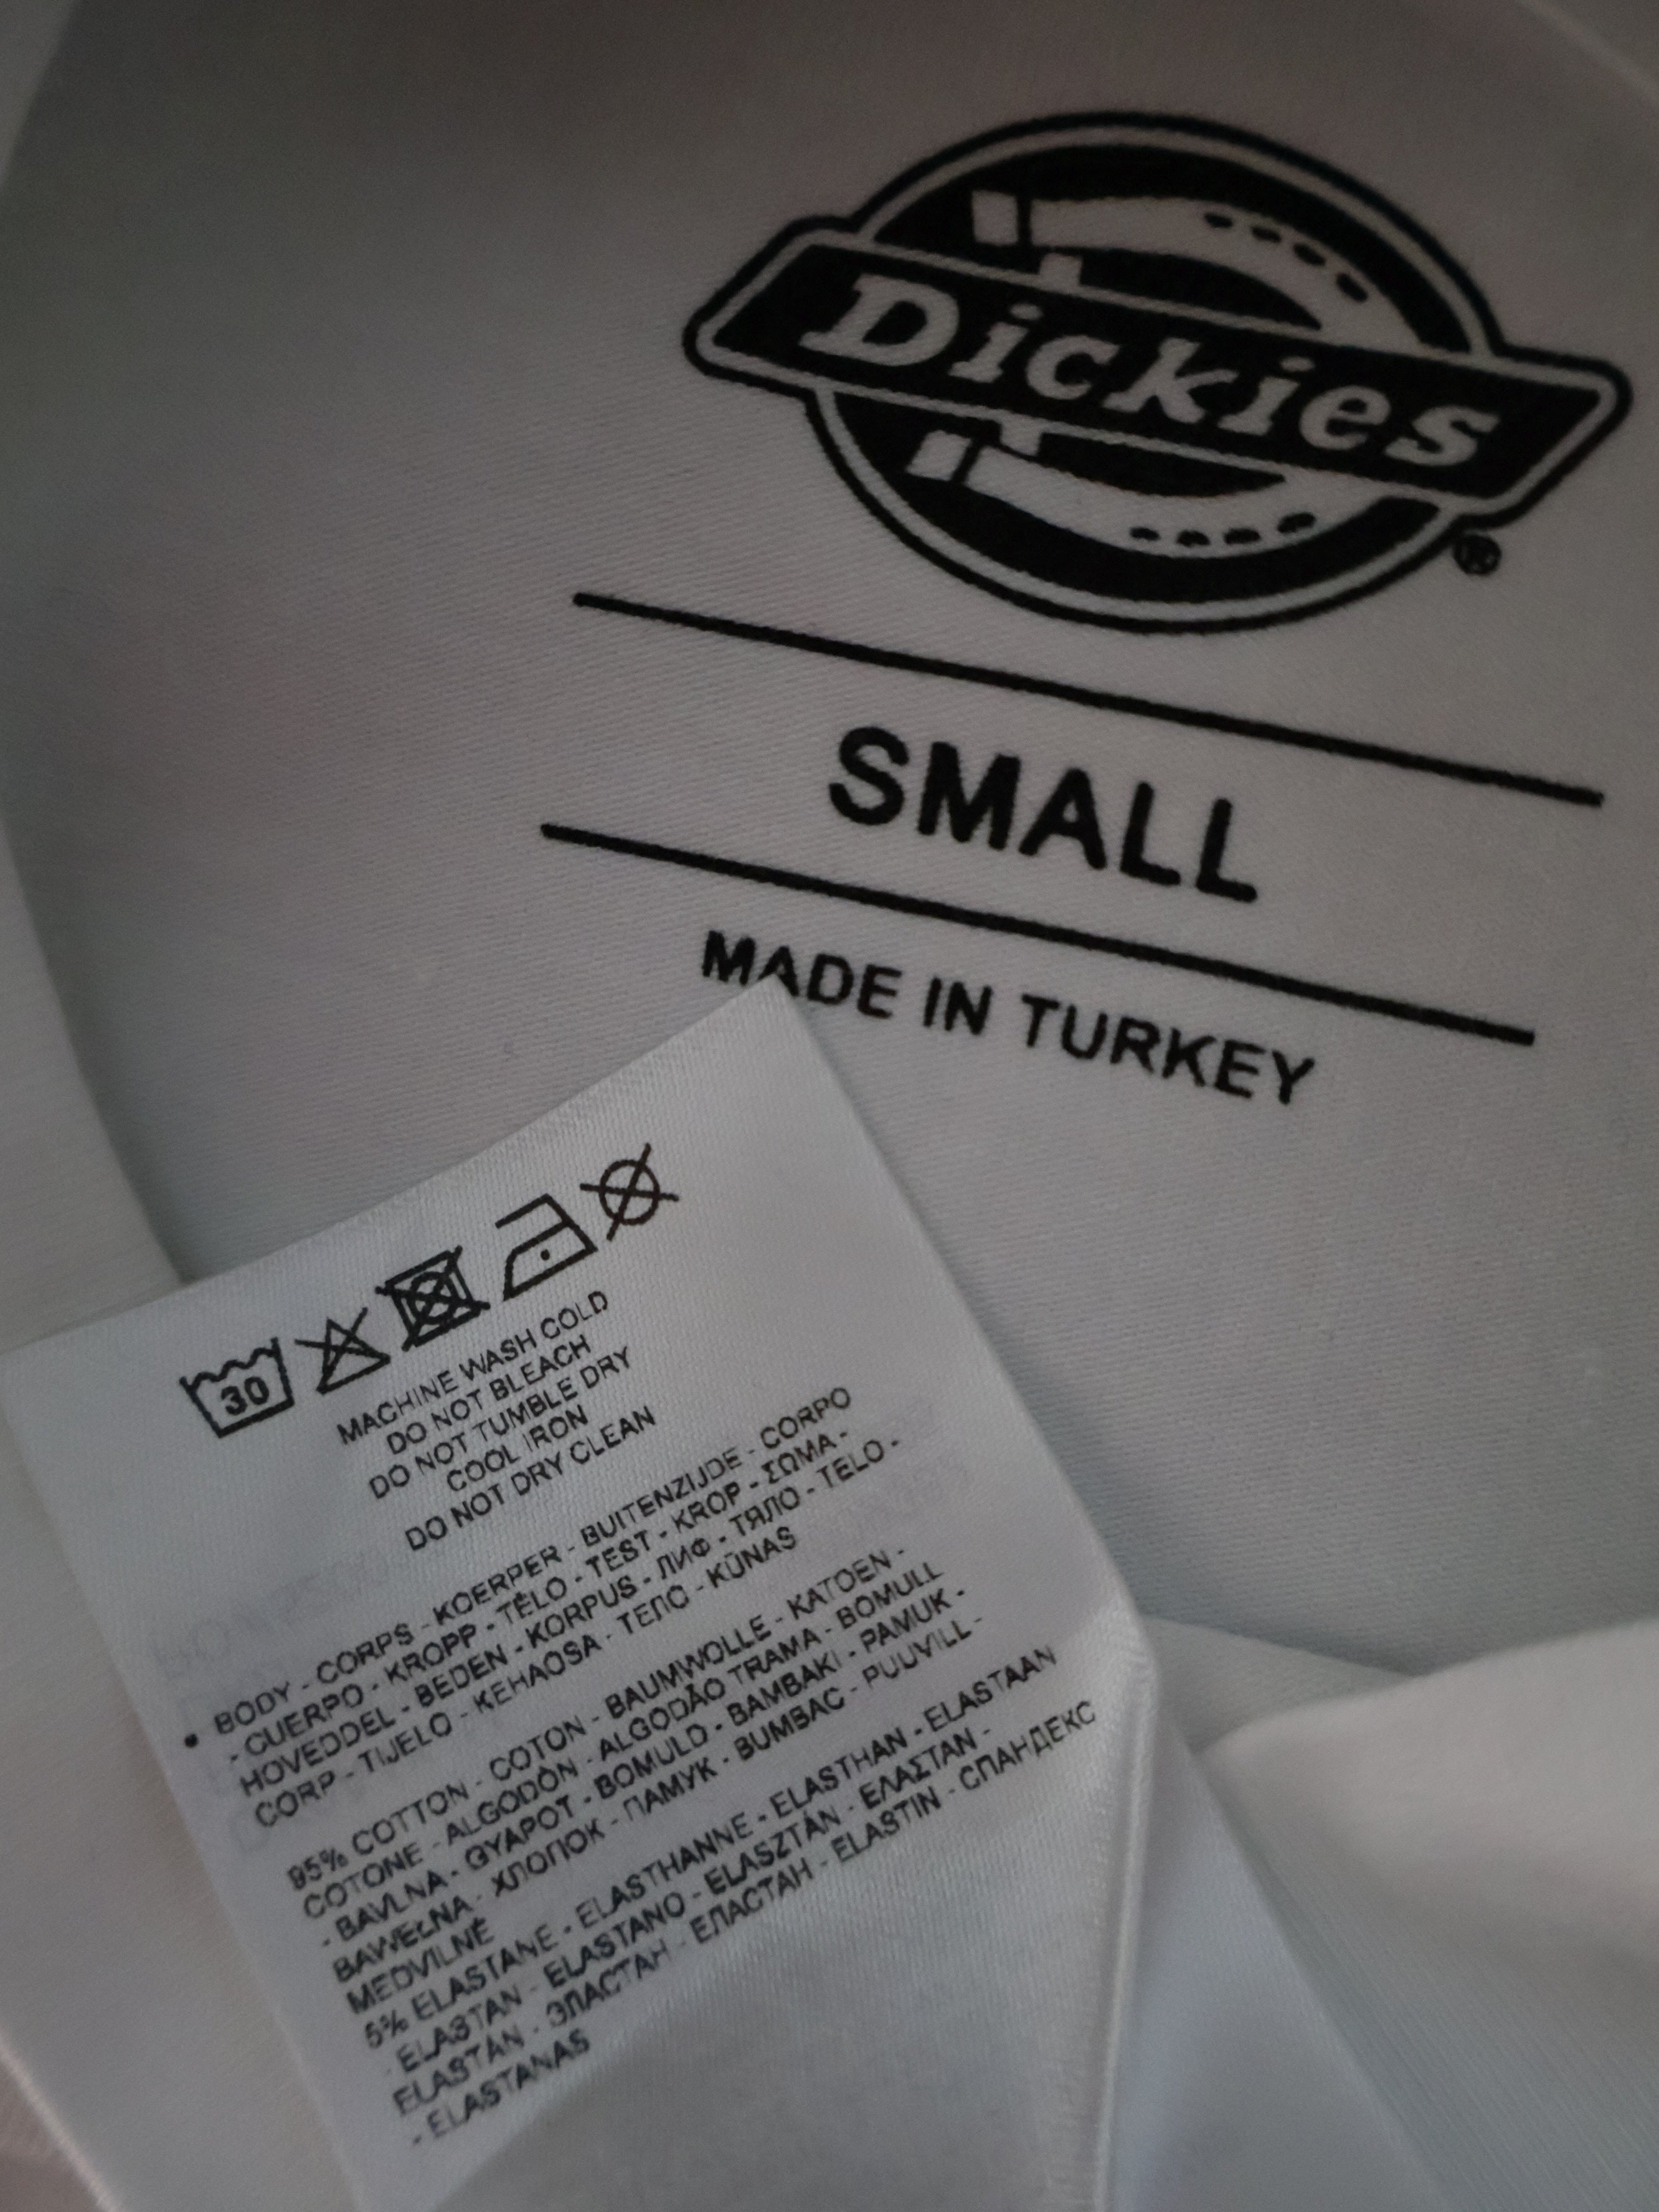 Dickies
®
SMALL
MADE IN TURKEY
30
MACHINE WASH COLD
DO NOT BLEACH
DO NOT TUMBLE DRY
COOL IRON
DO NOT DRY CLEAN
• BODY - CORPS - KOERPER - BUITENZIJDE - CORPO
- CUERPO - KROPP - TĚLO - TEST - KROP - ΣΩΜΑ -
HOVEDDEL - BEDEN - KORPUS - ЛИФ - ТЯЛО - TELO -
CORP - TIJELO - KEHAOSA - ТЕЛО - KŪNAS
95% COTTON - COTON - BAUMWOLLE - KATOEN -
COTONE - ALGODÓN - ALGODÃO TRAMA - BOMULL
- BAVLNA - GYAPOT - BOMULD - BAMBAKI - PAMUK -
BAWEŁNA - ХЛОПОК - ПАМУК - BUMBAC - PUUVILL -
MEDVILNĖ
5% ELASTANE - ELASTHANNE - ELASTHAN - ELASTAAN
- ELASTAN - ELASTANO - ELASZTÁN - ΕΛΑΣΤΑΝ -
ELASTÁN - ЭЛАСТАН - ЕЛАСТАН - ELASTIN - СПАНДЕКС
- ELASTANAS